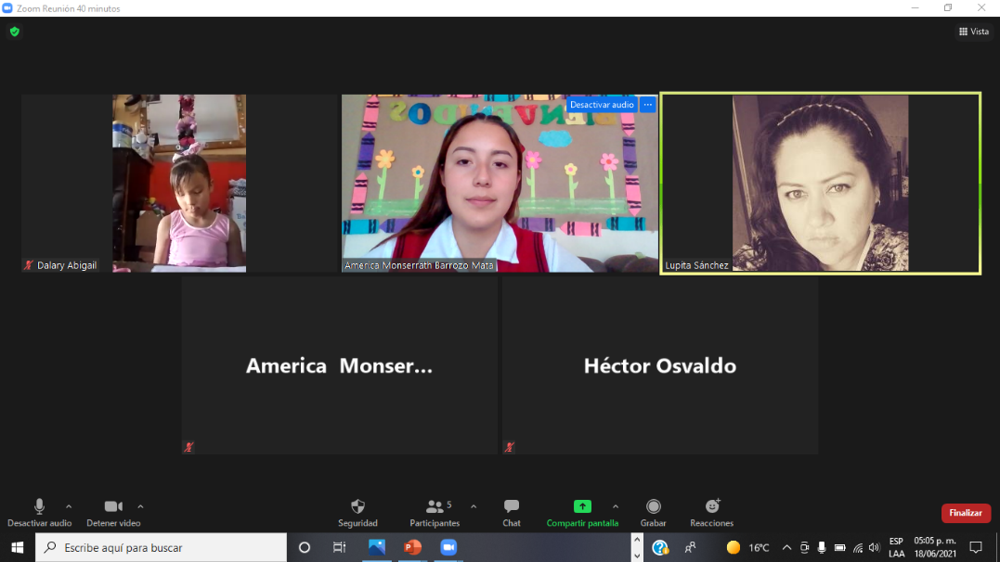 Zoom Reunión 40 minutos
Vista
BIENVENIDOS
Desactivar audio
Dalary Abigail
America Monserrath Barrozo Mata
Lupita Sánchez
America Monser...
Héctor Osvaldo
Desactivar audio
Detener video
Seguridad
Participantes
5
Chat
Compartir pantalla
Grabar
Reacciones
Finalizar
Escribe aquí para buscar
16°C
ESP
LAA
05:05 p. m.
18/06/2021